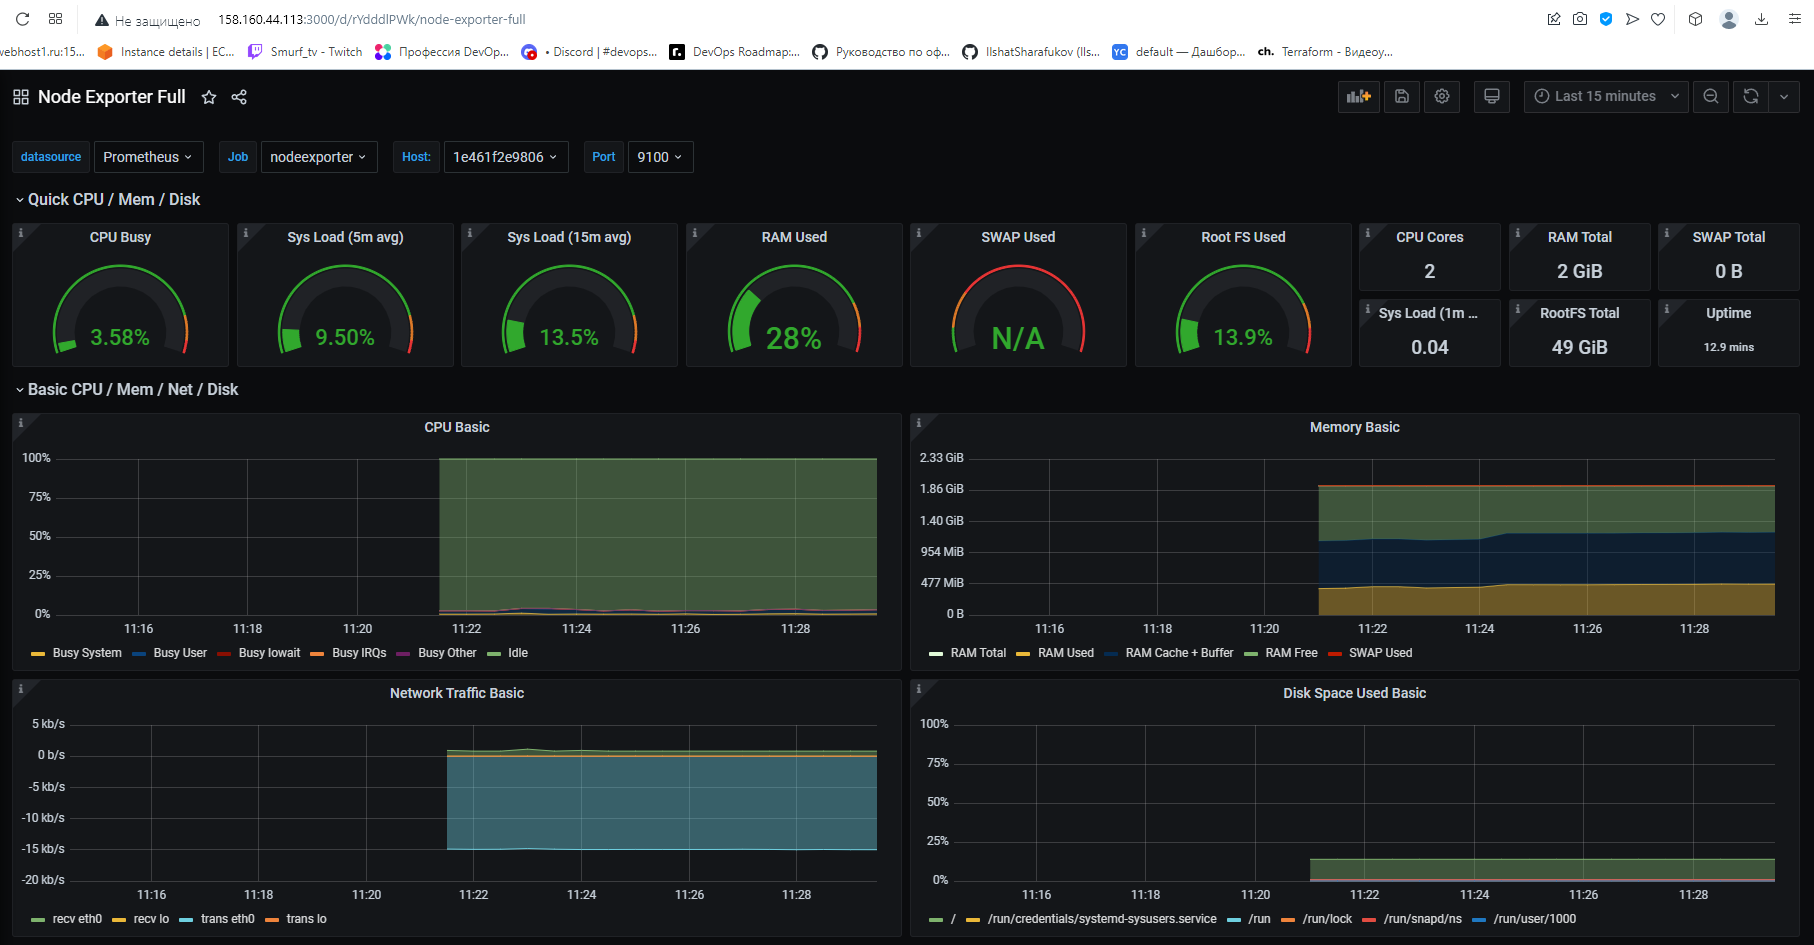 Не защищено 158.160.44.113:3000/d/rYdddlPWk/node-exporter-full
webhost1.ru:15... Instance details | EC... Smurf_tv - Twitch Профессия DevOp... • Discord | #devops... DevOps Roadmap:... Руководство по оф... IlshatSharafukov (Ils... YC default — Дашбор... ch. Terraform - Видеоу...
Node Exporter Full Last 15 minutes
datasource Prometheus Job nodeexporter Host: 1e461f2e9806 Port 9100
Quick CPU / Mem / Disk
CPU Busy Sys Load (5m avg) Sys Load (15m avg) RAM Used SWAP Used Root FS Used CPU Cores RAM Total SWAP Total
2 2 GiB 0 B
Sys Load (1m ... RootFS Total Uptime
3.58% 9.50% 13.5% 28% N/A 13.9% 0.04 49 GiB 12.9 mins
Basic CPU / Mem / Net / Disk
CPU Basic
100%
75%
50%
25%
0%
11:16 11:18 11:20 11:22 11:24 11:26 11:28
Busy System Busy User Busy Iowait Busy IRQs Busy Other Idle
Memory Basic
2.33 GiB
1.86 GiB
1.40 GiB
954 MiB
477 MiB
0 B
11:16 11:18 11:20 11:22 11:24 11:26 11:28
RAM Total RAM Used RAM Cache + Buffer RAM Free SWAP Used
Network Traffic Basic
5 kb/s
0 b/s
-5 kb/s
-10 kb/s
-15 kb/s
-20 kb/s
11:16 11:18 11:20 11:22 11:24 11:26 11:28
recv eth0 recv lo trans eth0 trans lo
Disk Space Used Basic
100%
75%
50%
25%
0%
11:16 11:18 11:20 11:22 11:24 11:26 11:28
/ /run/credentials/systemd-sysusers.service /run /run/lock /run/snapd/ns /run/user/1000